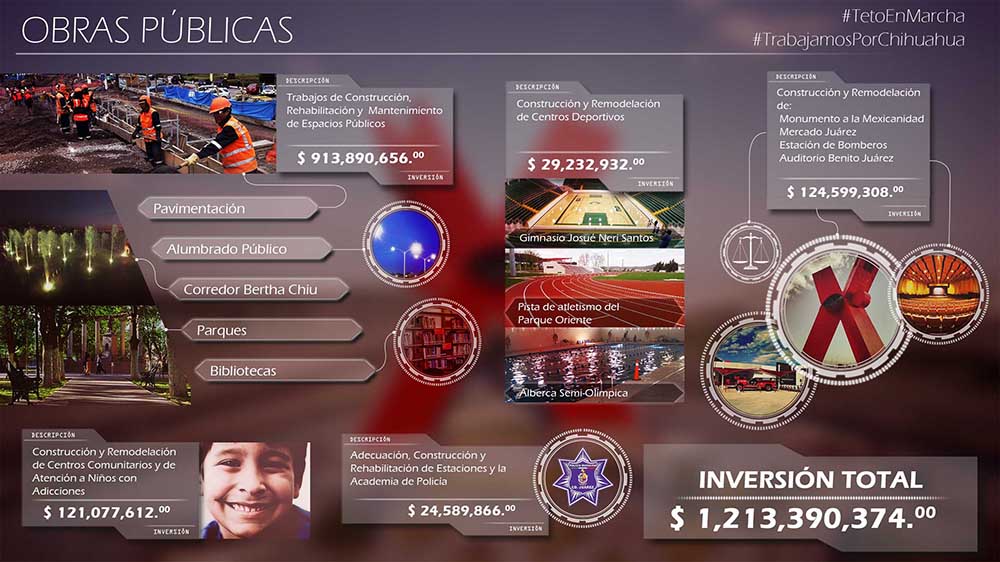 OBRAS PÚBLICAS
#TetoEnMarcha
#TrabajamosPorChihuahua
DESCRIPCIÓN
Trabajos de Construcción,
Rehabilitación y Mantenimiento
de Espacios Públicos
$ 913,890,656.00
INVERSIÓN
Pavimentación
Alumbrado Público
Corredor Bertha Chiu
Parques
Bibliotecas
DESCRIPCIÓN
Construcción y Remodelación
de Centros Deportivos
$ 29,232,932.00
INVERSIÓN
Gimnasio Josué Neri Santos
Pista de atletismo del
Parque Oriente
Alberca Semi-Olímpica
DESCRIPCIÓN
Construcción y Remodelación
de:
Monumento a la Mexicanidad
Mercado Juárez
Estación de Bomberos
Auditorio Benito Juárez
$ 124,599,308.00
INVERSIÓN
DESCRIPCIÓN
Construcción y Remodelación
de Centros Comunitarios y de
Atención a Niños con
Adicciones
$ 121,077,612.00
INVERSIÓN
DESCRIPCIÓN
Adecuación, Construcción y
Rehabilitación de Estaciones y la
Academia de Policía
$ 24,589,866.00
INVERSIÓN
CD. JUÁREZ
INVERSIÓN TOTAL
$ 1,213,390,374.00